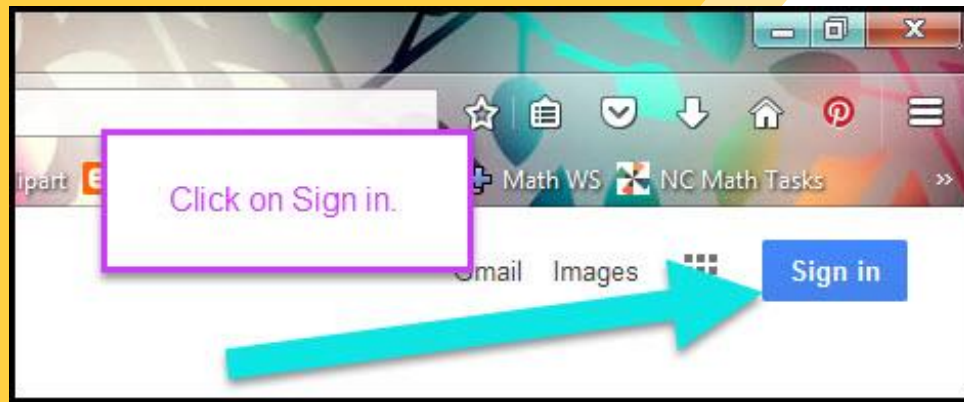 ipart
Math WS NC Math Tasks »
Click on Sign in.
Gmail Images Sign in